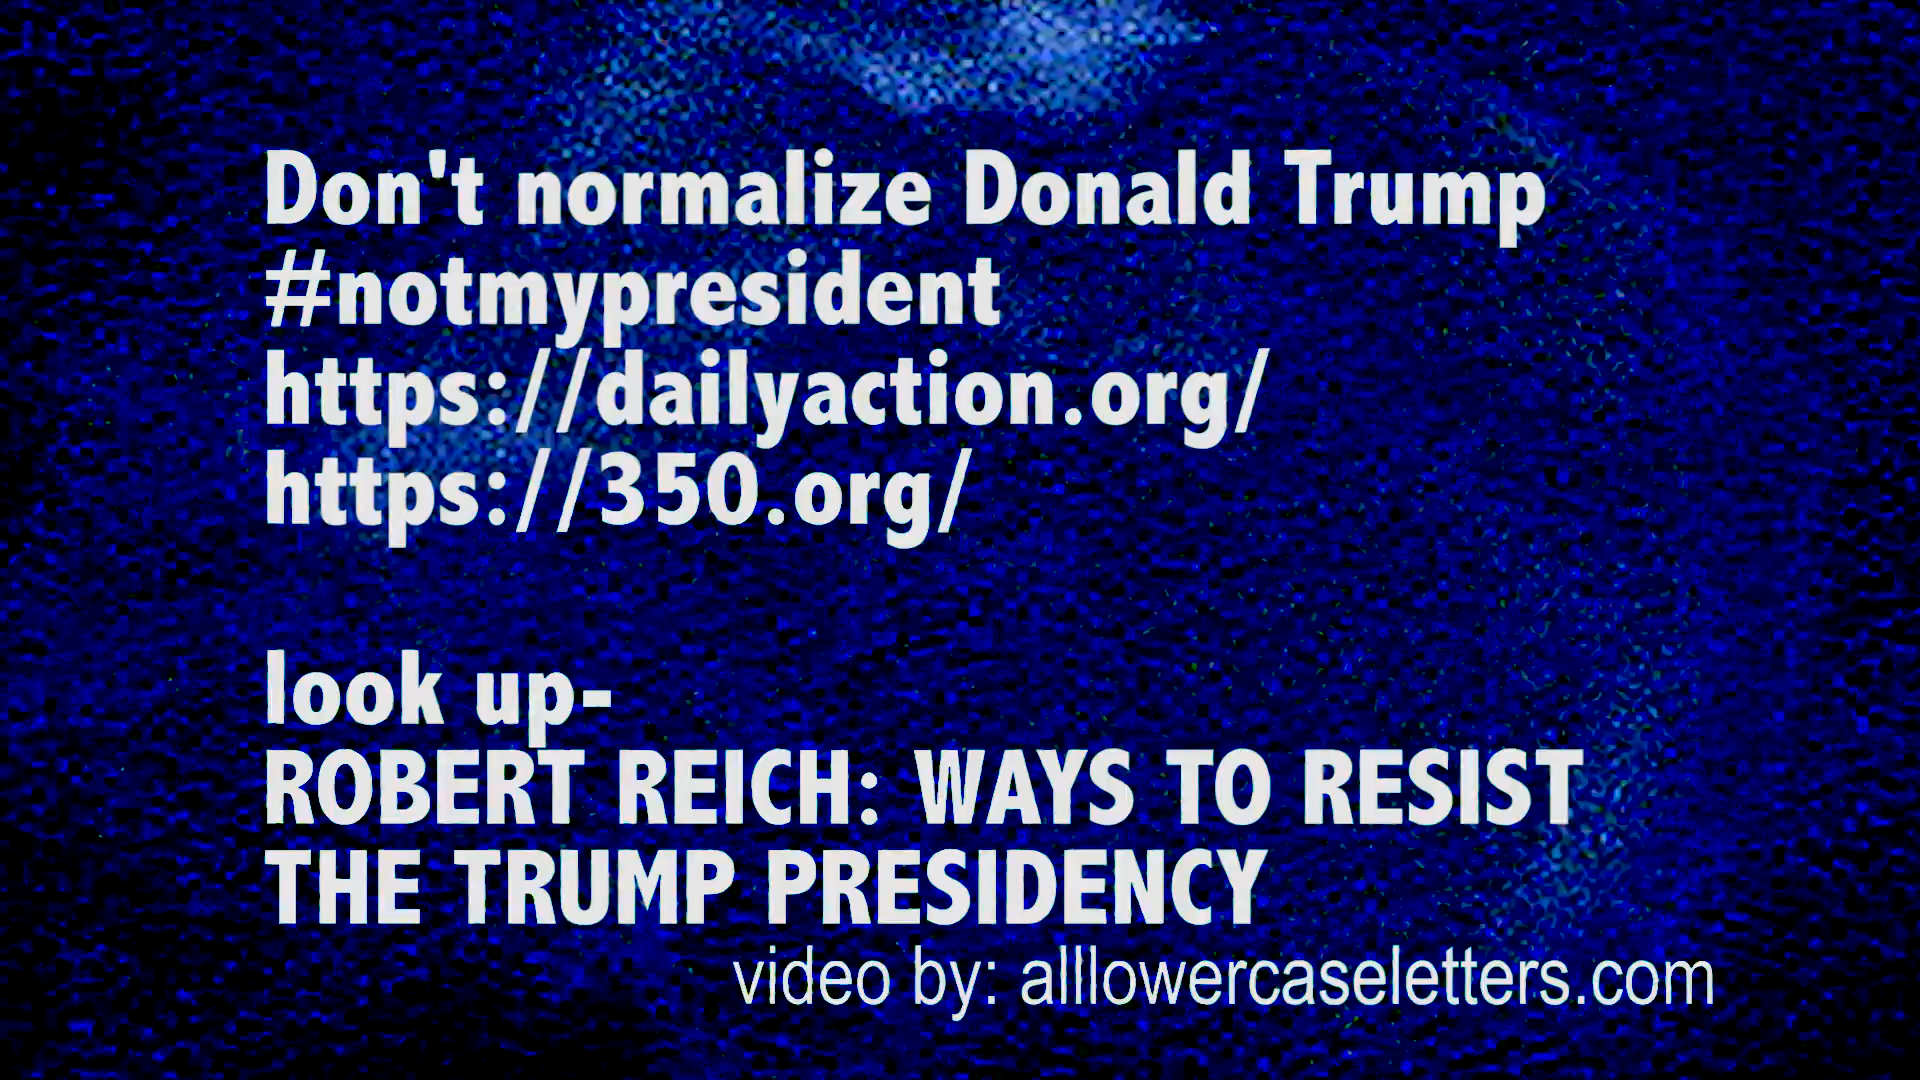 Don't normalize Donald Trump
#notmypresident
https://dailyaction.org/
https://350.org/
look up-
ROBERT REICH: WAYS TO RESIST
THE TRUMP PRESIDENCY
video by: alllowercaseletters.com